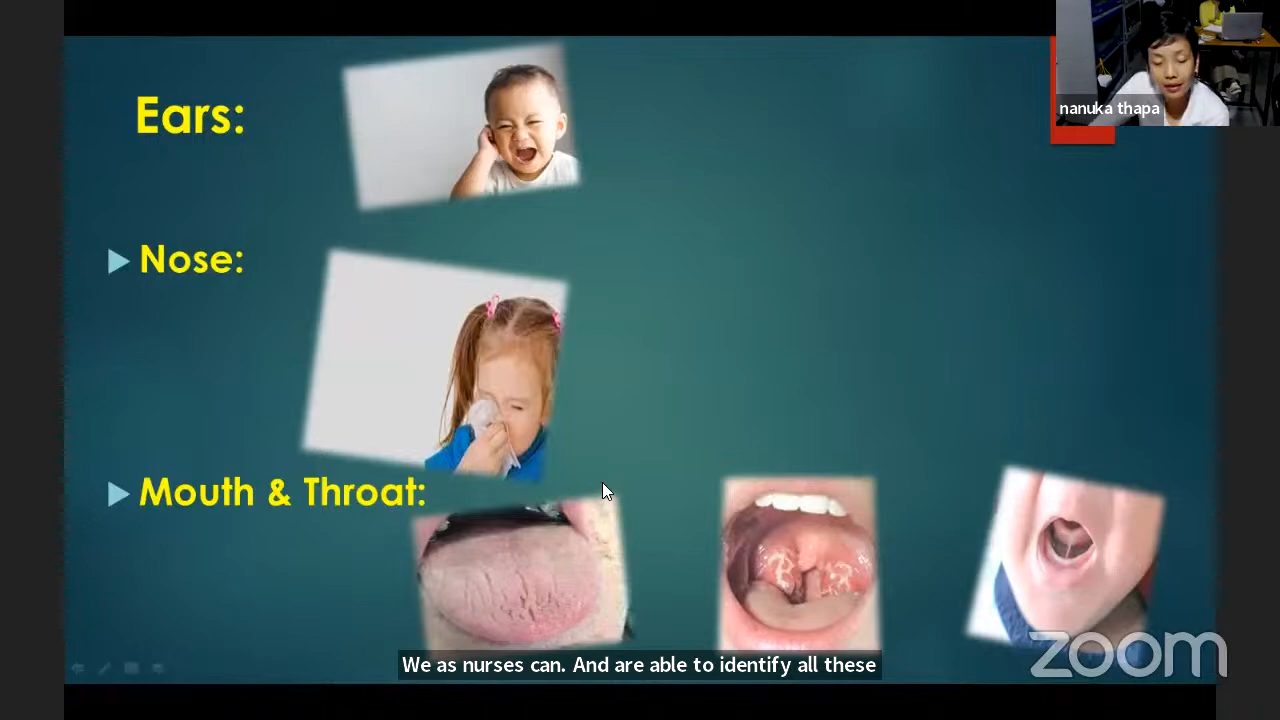 Ears:
nanuka thapa
Nose:
Mouth & Throat:
We as nurses can. And are able to identify all these
zoom